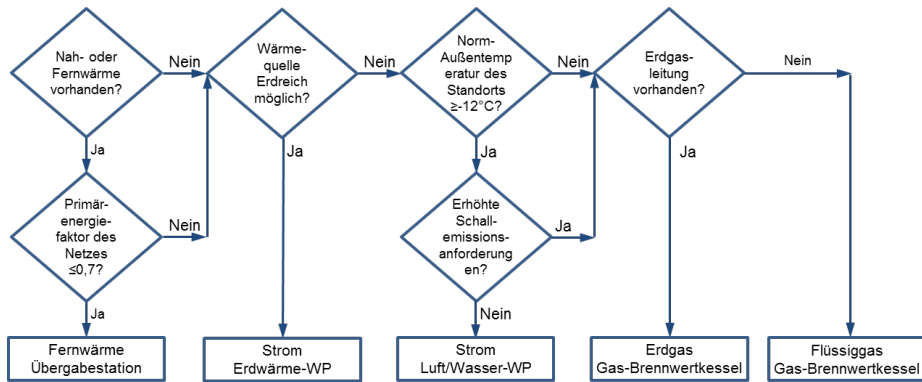 Nah- oder
Fernwärme
vorhanden?
Nein
Wärme-
quelle
Erdreich
möglich?
Nein
Norm-
Außentemp
eratur des
Standorts
≥-12°C?
Nein
Erdgas-
leitung
vorhanden?
Nein
Ja
Ja
Ja
Ja
Primär-
energie-
faktor des
Netzes
≤0,7?
Nein
Erhöhte
Schall-
emissions-
anforderung
en?
Ja
Ja
Nein
Fernwärme
Übergabestation
Strom
Erdwärme-WP
Strom
Luft/Wasser-WP
Erdgas
Gas-Brennwertkessel
Flüssiggas
Gas-Brennwertkessel